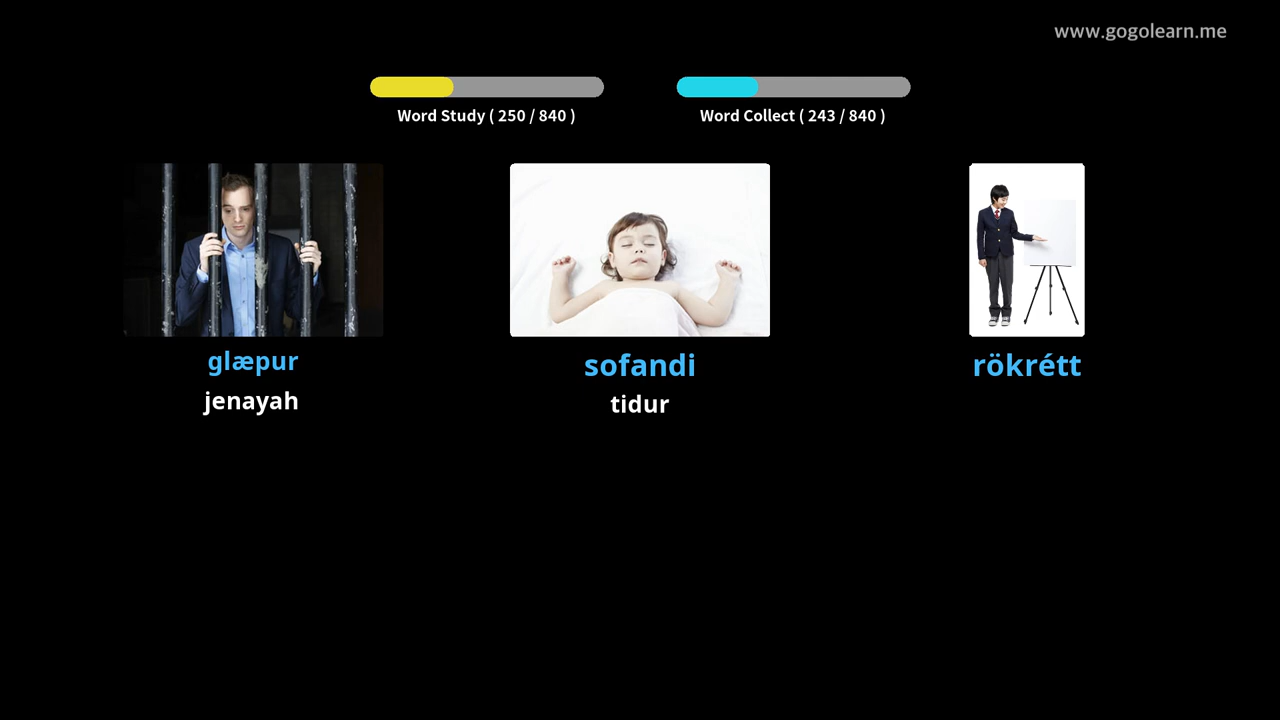 www.gogolearn.me
Word Study ( 250 / 840 )
Word Collect ( 243 / 840 )
glæpur
jenayah
sofandi
tidur
rökrétt